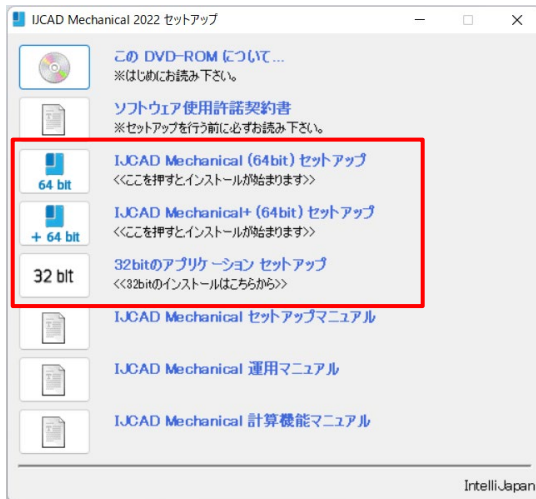 IJCAD Mechanical 2022 セットアップ
この DVD-ROM について...
※はじめにお読み下さい。
ソフトウェア使用許諾契約書
※セットアップを行う前に必ずお読み下さい。
64 bit
IJCAD Mechanical (64bit) セットアップ
<<ここを押すとインストールが始まります>>
+ 64 bit
IJCAD Mechanical+ (64bit) セットアップ
<<ここを押すとインストールが始まります>>
32 bit
32bitのアプリケーション セットアップ
<<32bitのインストールはこちらから>>
IJCAD Mechanical セットアップマニュアル
IJCAD Mechanical 運用マニュアル
IJCAD Mechanical 計算機能マニュアル
IntelliJapan